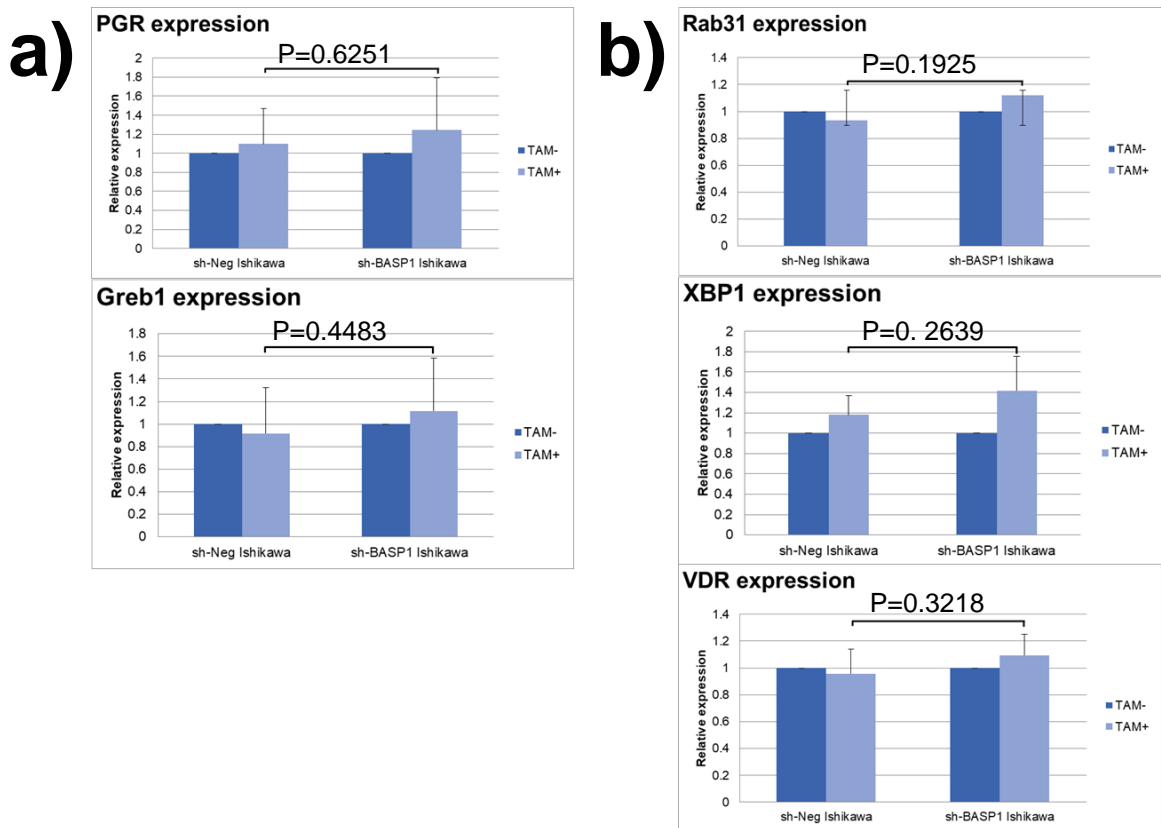 a)
PGR expression
P=0.6251
2
1.8
1.6
1.4
1.2
1
0.8
0.6
0.4
0.2
0
Relative expression
sh-Neg Ishikawa
sh-BASP1 Ishikawa
TAM-
TAM+
Greb1 expression
P=0.4483
1.8
1.6
1.4
1.2
1
0.8
0.6
0.4
0.2
0
Relative expression
sh-Neg Ishikawa
sh-BASP1 Ishikawa
TAM-
TAM+
b)
Rab31 expression
P=0.1925
1.4
1.2
1
0.8
0.6
0.4
0.2
0
Relative expression
sh-Neg Ishikawa
sh-BASP1 Ishikawa
TAM-
TAM+
XBP1 expression
P=0. 2639
2
1.8
1.6
1.4
1.2
1
0.8
0.6
0.4
0.2
0
Relative expression
sh-Neg Ishikawa
sh-BASP1 Ishikawa
TAM-
TAM+
VDR expression
P=0.3218
1.4
1.2
1
0.8
0.6
0.4
0.2
0
Relative expression
sh-Neg Ishikawa
sh-BASP1 Ishikawa
TAM-
TAM+